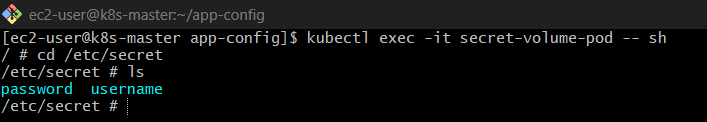 ec2-user@k8s-master:~/app-config
[ec2-user@k8s-master app-config]$ kubectl exec -it secret-volume-pod -- sh
/ # cd /etc/secret
/etc/secret # ls
password  username
/etc/secret #